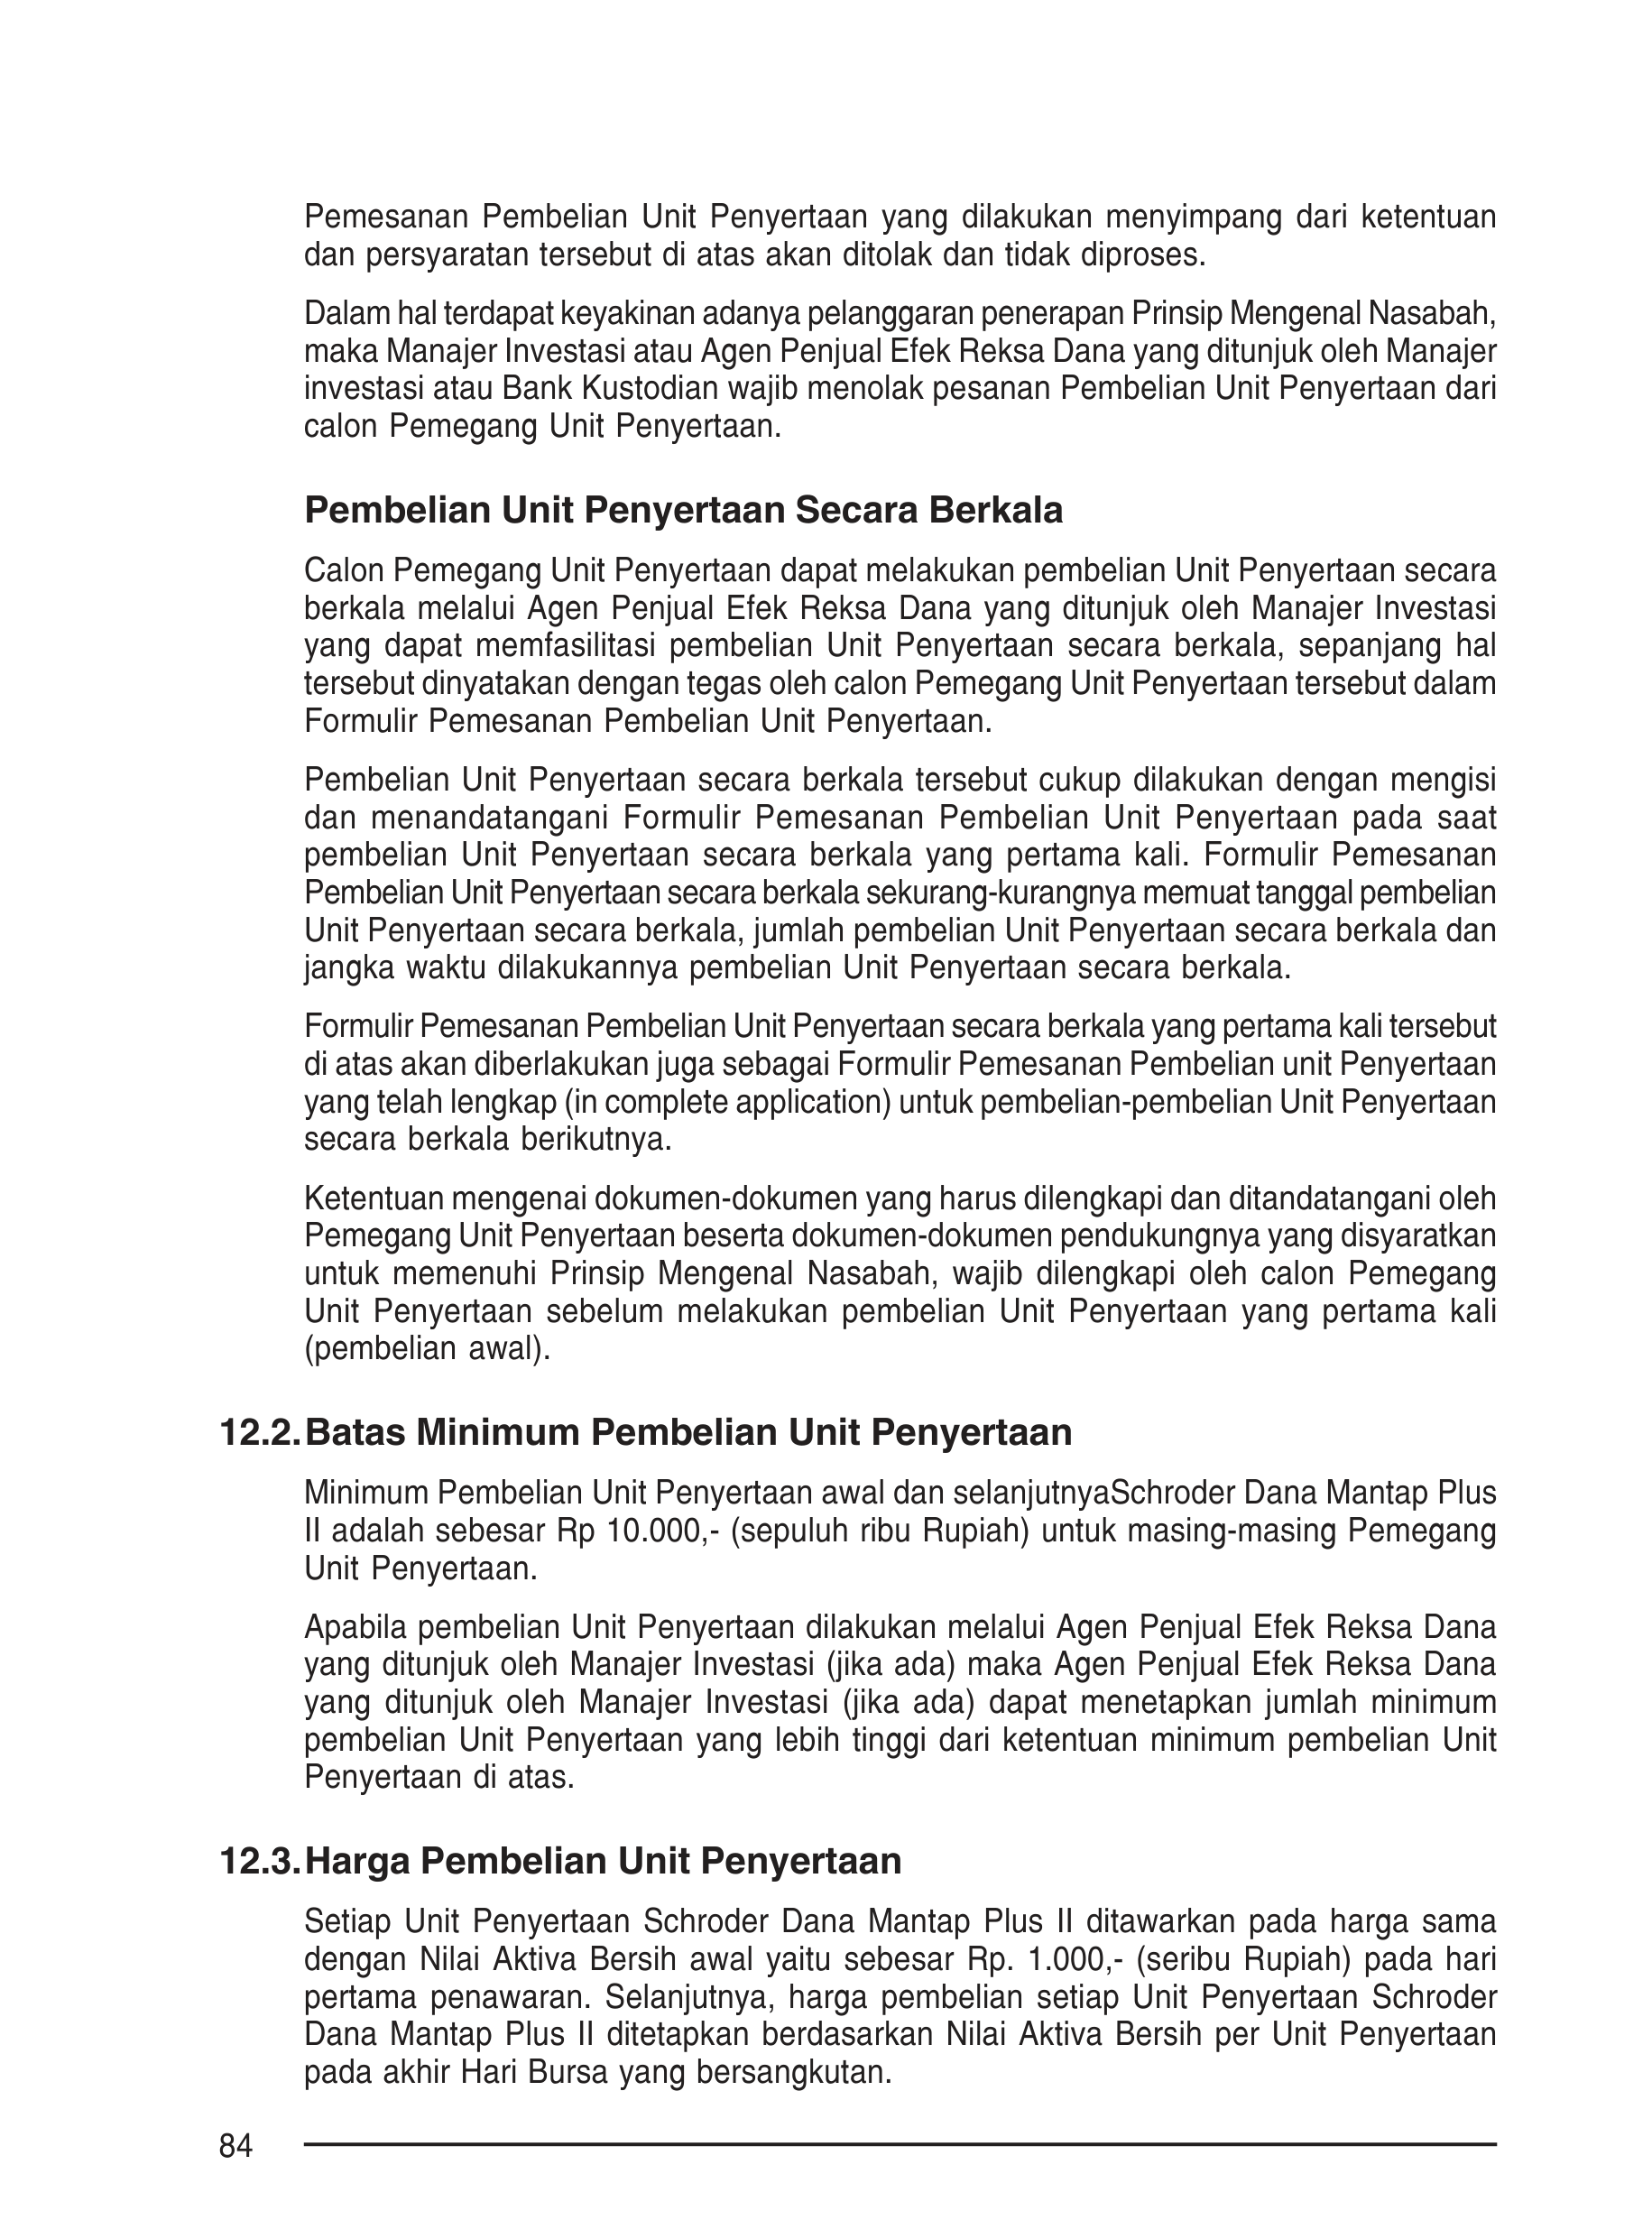 Pemesanan Pembelian Unit Penyertaan yang dilakukan menyimpang dari ketentuan
dan persyaratan tersebut di atas akan ditolak dan tidak diproses.
Dalam hal terdapat keyakinan adanya pelanggaran penerapan Prinsip Mengenal Nasabah,
maka Manajer Investasi atau Agen Penjual Efek Reksa Dana yang ditunjuk oleh Manajer
investasi atau Bank Kustodian wajib menolak pesanan Pembelian Unit Penyertaan dari
calon Pemegang Unit Penyertaan.
Pembelian Unit Penyertaan Secara Berkala
Calon Pemegang Unit Penyertaan dapat melakukan pembelian Unit Penyertaan secara
berkala melalui Agen Penjual Efek Reksa Dana yang ditunjuk oleh Manajer Investasi
yang dapat memfasilitasi pembelian Unit Penyertaan secara berkala, sepanjang hal
tersebut dinyatakan dengan tegas oleh calon Pemegang Unit Penyertaan tersebut dalam
Formulir Pemesanan Pembelian Unit Penyertaan.
Pembelian Unit Penyertaan secara berkala tersebut cukup dilakukan dengan mengisi
dan menandatangani Formulir Pemesanan Pembelian Unit Penyertaan pada saat
pembelian Unit Penyertaan secara berkala yang pertama kali. Formulir Pemesanan
Pembelian Unit Penyertaan secara berkala sekurang-kurangnya memuat tanggal pembelian
Unit Penyertaan secara berkala, jumlah pembelian Unit Penyertaan secara berkala dan
jangka waktu dilakukannya pembelian Unit Penyertaan secara berkala.
Formulir Pemesanan Pembelian Unit Penyertaan secara berkala yang pertama kali tersebut
di atas akan diberlakukan juga sebagai Formulir Pemesanan Pembelian unit Penyertaan
yang telah lengkap (in complete application) untuk pembelian-pembelian Unit Penyertaan
secara berkala berikutnya.
Ketentuan mengenai dokumen-dokumen yang harus dilengkapi dan ditandatangani oleh
Pemegang Unit Penyertaan beserta dokumen-dokumen pendukungnya yang disyaratkan
untuk memenuhi Prinsip Mengenal Nasabah, wajib dilengkapi oleh calon Pemegang
Unit Penyertaan sebelum melakukan pembelian Unit Penyertaan yang pertama kali
(pembelian awal).
12.2. Batas Minimum Pembelian Unit Penyertaan
Minimum Pembelian Unit Penyertaan awal dan selanjutnyaSchroder Dana Mantap Plus
II adalah sebesar Rp 10.000,- (sepuluh ribu Rupiah) untuk masing-masing Pemegang
Unit Penyertaan.
Apabila pembelian Unit Penyertaan dilakukan melalui Agen Penjual Efek Reksa Dana
yang ditunjuk oleh Manajer Investasi (jika ada) maka Agen Penjual Efek Reksa Dana
yang ditunjuk oleh Manajer Investasi (jika ada) dapat menetapkan jumlah minimum
pembelian Unit Penyertaan yang lebih tinggi dari ketentuan minimum pembelian Unit
Penyertaan di atas.
12.3. Harga Pembelian Unit Penyertaan
Setiap Unit Penyertaan Schroder Dana Mantap Plus II ditawarkan pada harga sama
dengan Nilai Aktiva Bersih awal yaitu sebesar Rp. 1.000,- (seribu Rupiah) pada hari
pertama penawaran. Selanjutnya, harga pembelian setiap Unit Penyertaan Schroder
Dana Mantap Plus II ditetapkan berdasarkan Nilai Aktiva Bersih per Unit Penyertaan
pada akhir Hari Bursa yang bersangkutan.
84